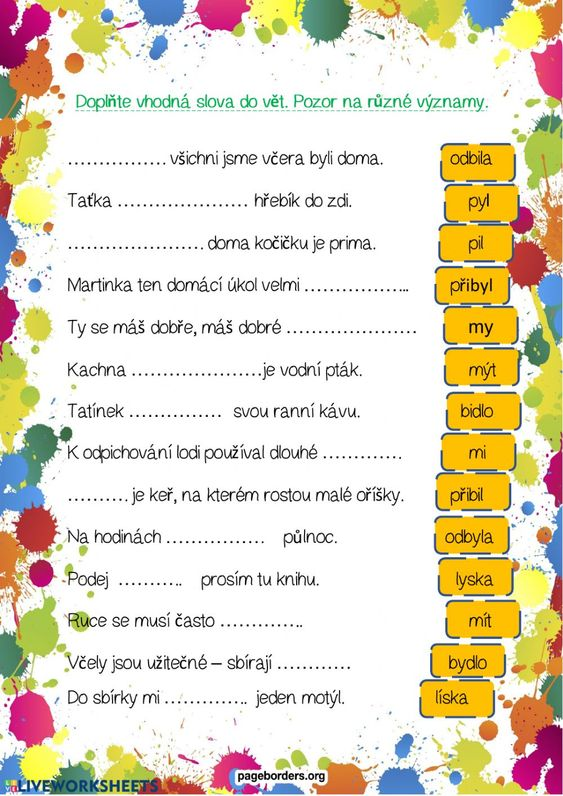 Doplňte vhodná slova do vět. Pozor na různé významy.
................ všichni jsme včera byli doma. odbila
Taťka ..................... hřebík do zdi. pyl
...................... doma kočičku je prima. pil
Martinka ten domácí úkol velmi ................. přibyl
Ty se máš dobře, máš dobré ..................... my
Kachna .....................je vodní pták. mýt
Tatínek ............... svou ranní kávu. bidlo
K odpichování lodi používal dlouhé ............. mi
.......... je keř, na kterém rostou malé oříšky. přibil
Na hodinách ................ půlnoc. odbyla
Podej ........... prosím tu knihu. lyska
Ruce se musí často .............. mít
Včely jsou užitečné – sbírají ............ bydlo
Do sbírky mi .............. jeden motýl. líska
pageborders.org
LIVEWORKSHEETS